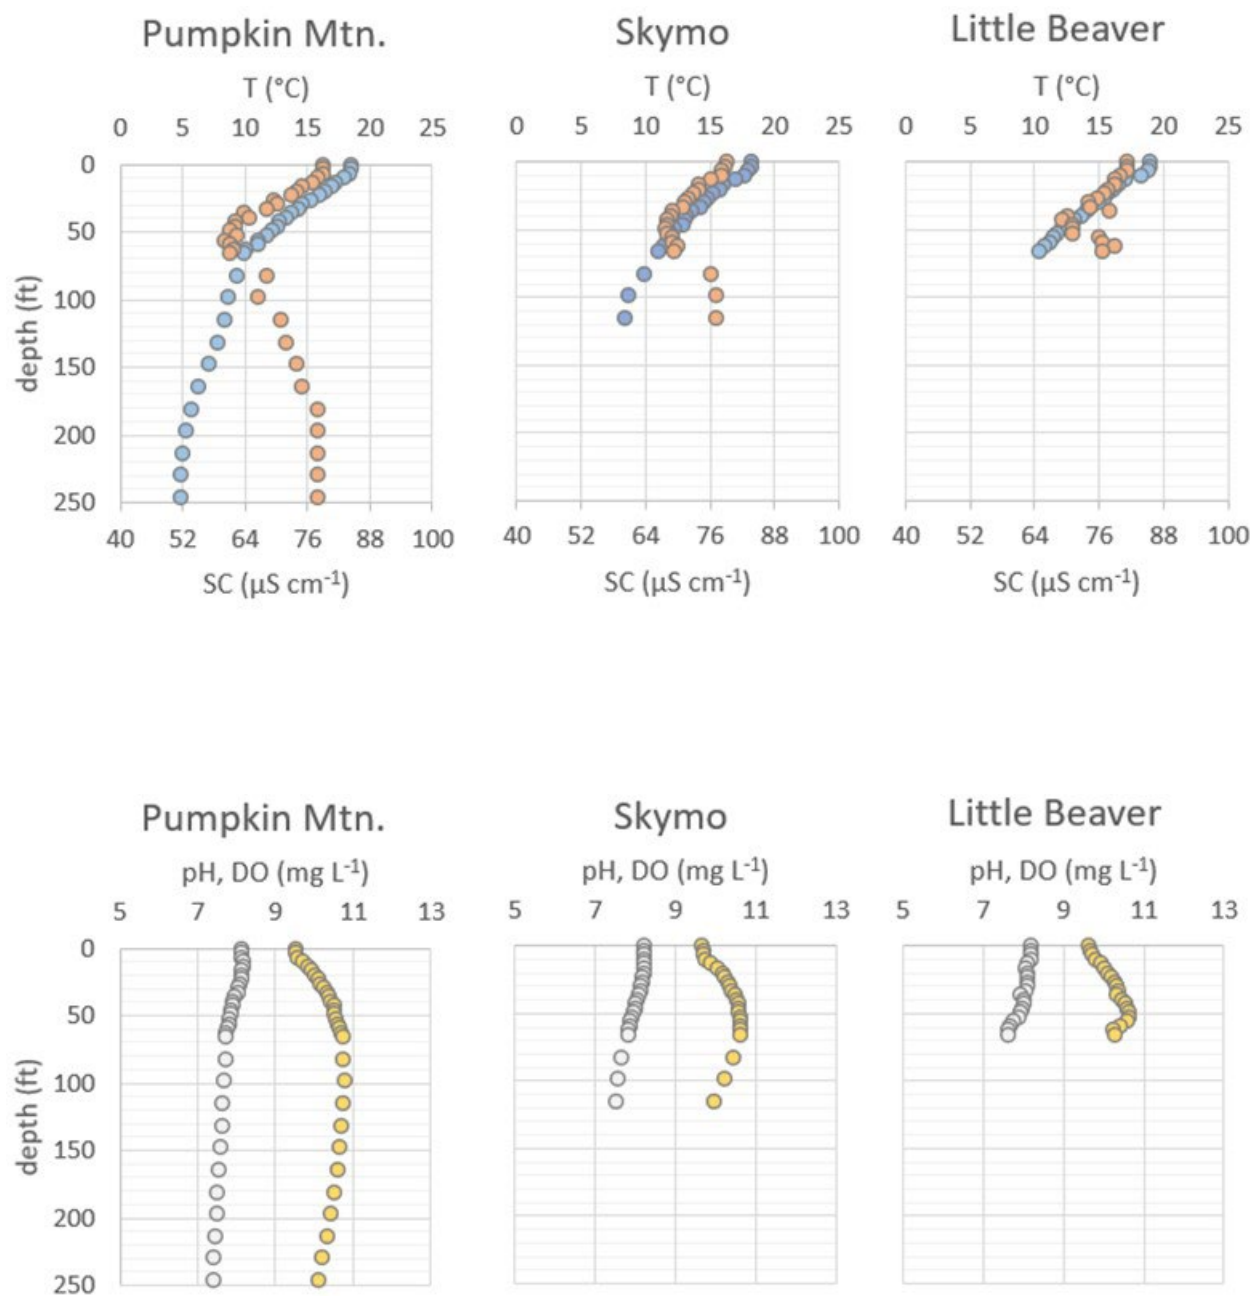 Pumpkin Mtn. Skymo Little Beaver
T (°C) T (°C) T (°C)
0 5 10 15 20 25 0 5 10 15 20 25 0 5 10 15 20 25
0
50
100
150
200
250
depth (ft)
40 52 64 76 88 100 40 52 64 76 88 100 40 52 64 76 88 100
SC (µS cm⁻¹) SC (µS cm⁻¹) SC (µS cm⁻¹)
Pumpkin Mtn. Skymo Little Beaver
pH, DO (mg L⁻¹) pH, DO (mg L⁻¹) pH, DO (mg L⁻¹)
5 7 9 11 13 5 7 9 11 13 5 7 9 11 13
0
50
100
150
200
250
depth (ft)